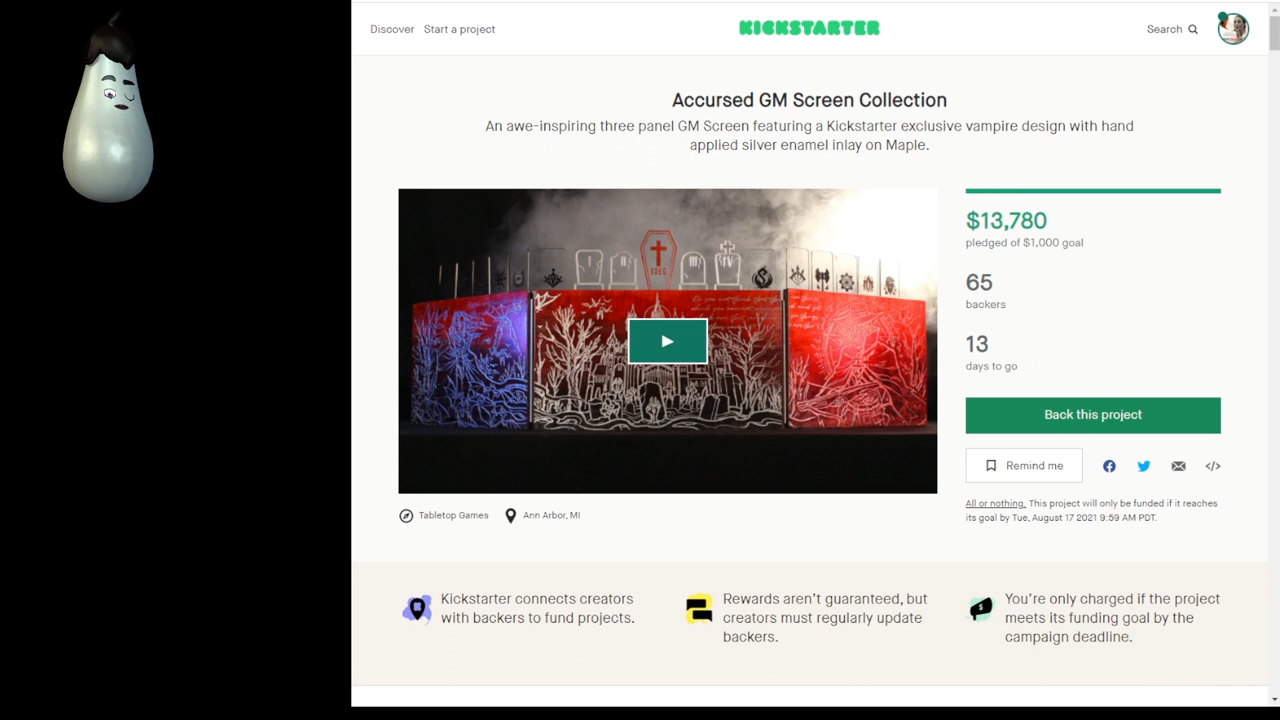 Discover Start a project
KICKSTARTER
Search
Accursed GM Screen Collection
An awe-inspiring three panel GM Screen featuring a Kickstarter exclusive vampire design with hand
applied silver enamel inlay on Maple.
$13,780
pledged of $1,000 goal
65
backers
13
days to go
Back this project
Remind me
All or nothing. This project will only be funded if it reaches
its goal by Tue, August 17 2021 9:59 AM PDT.
Tabletop Games Ann Arbor, MI
Kickstarter connects creators
with backers to fund projects.
Rewards aren't guaranteed, but
creators must regularly update
backers.
You're only charged if the project
meets its funding goal by the
campaign deadline.